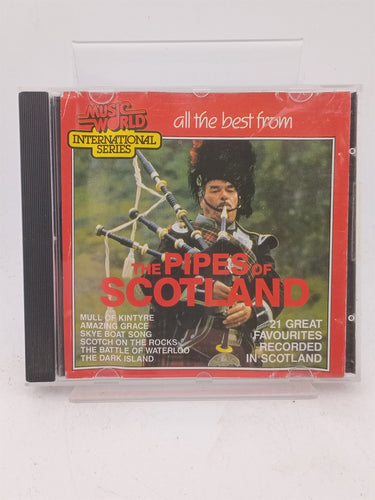 MUSIC
WORLD
INTERNATIONAL
SERIES
all the best from
THE PIPES OF
SCOTLAND
MULL OF KINTYRE
AMAZING GRACE
SKYE BOAT SONG
SCOTCH ON THE ROCKS
THE BATTLE OF WATERLOO
THE DARK ISLAND
21 GREAT
FAVOURITES
RECORDED
IN SCOTLAND